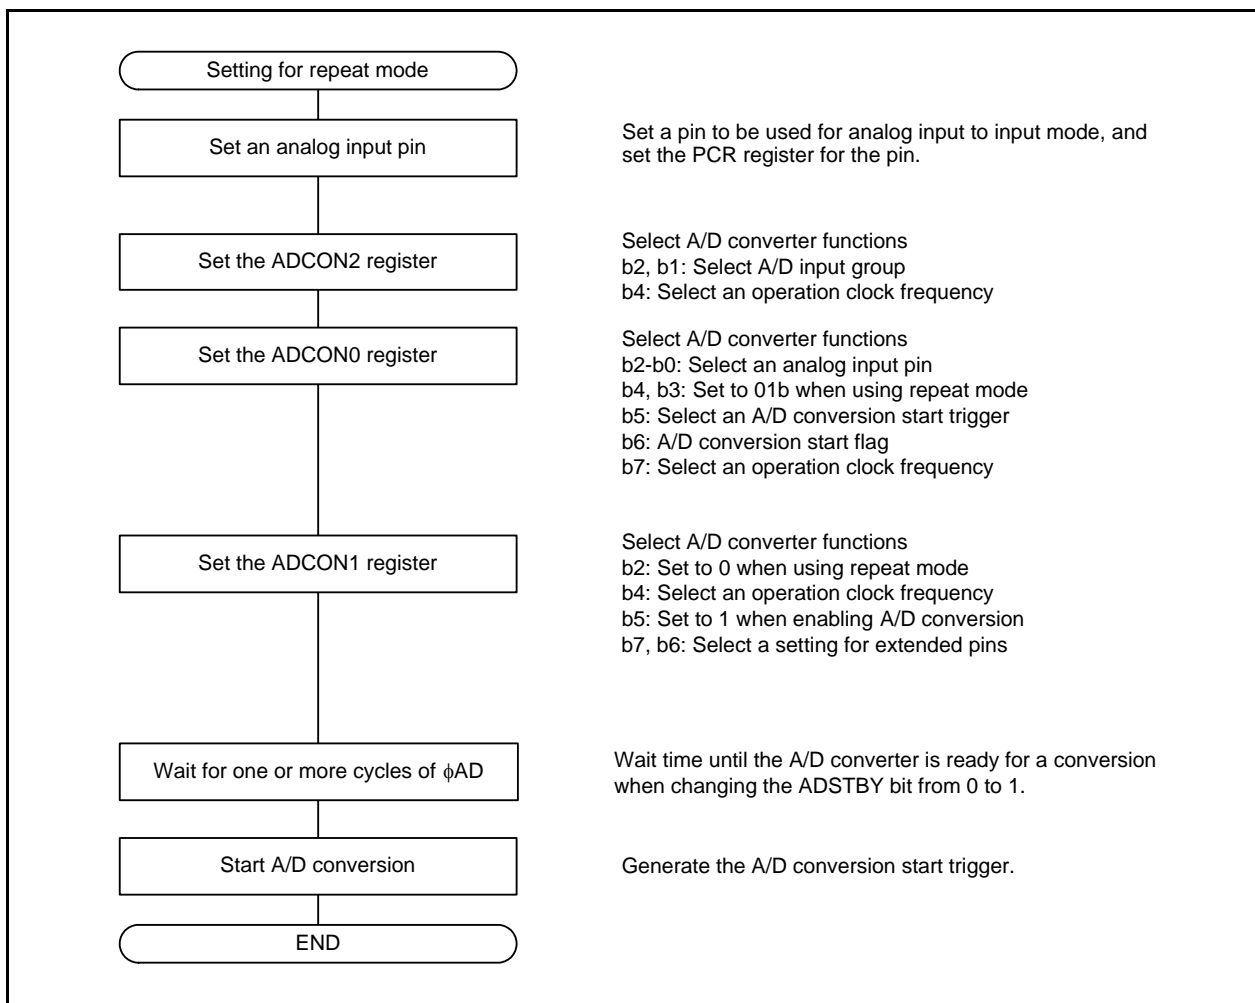 Setting for repeat mode
Set an analog input pin
Set a pin to be used for analog input to input mode, and
set the PCR register for the pin.
Set the ADCON2 register
Select A/D converter functions
b2, b1: Select A/D input group
b4: Select an operation clock frequency
Set the ADCON0 register
Select A/D converter functions
b2-b0: Select an analog input pin
b4, b3: Set to 01b when using repeat mode
b5: Select an A/D conversion start trigger
b6: A/D conversion start flag
b7: Select an operation clock frequency
Set the ADCON1 register
Select A/D converter functions
b2: Set to 0 when using repeat mode
b4: Select an operation clock frequency
b5: Set to 1 when enabling A/D conversion
b7, b6: Select a setting for extended pins
Wait for one or more cycles of ϕAD
Wait time until the A/D converter is ready for a conversion
when changing the ADSTBY bit from 0 to 1.
Start A/D conversion
Generate the A/D conversion start trigger.
END